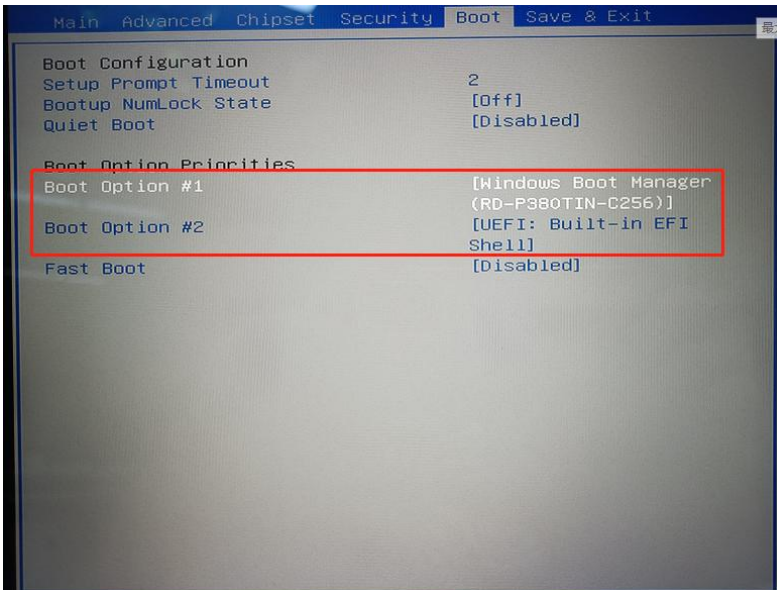 Main Advanced Chipset Security Boot Save & Exit
最
Boot Configuration
Setup Prompt Timeout 2
Bootup NumLock State [Off]
Quiet Boot [Disabled]
Boot Option Priorities
Boot Option #1 [Windows Boot Manager
(RD-P380TIN-C256)]
Boot Option #2 [UEFI: Built-in EFI
Shell]
Fast Boot [Disabled]